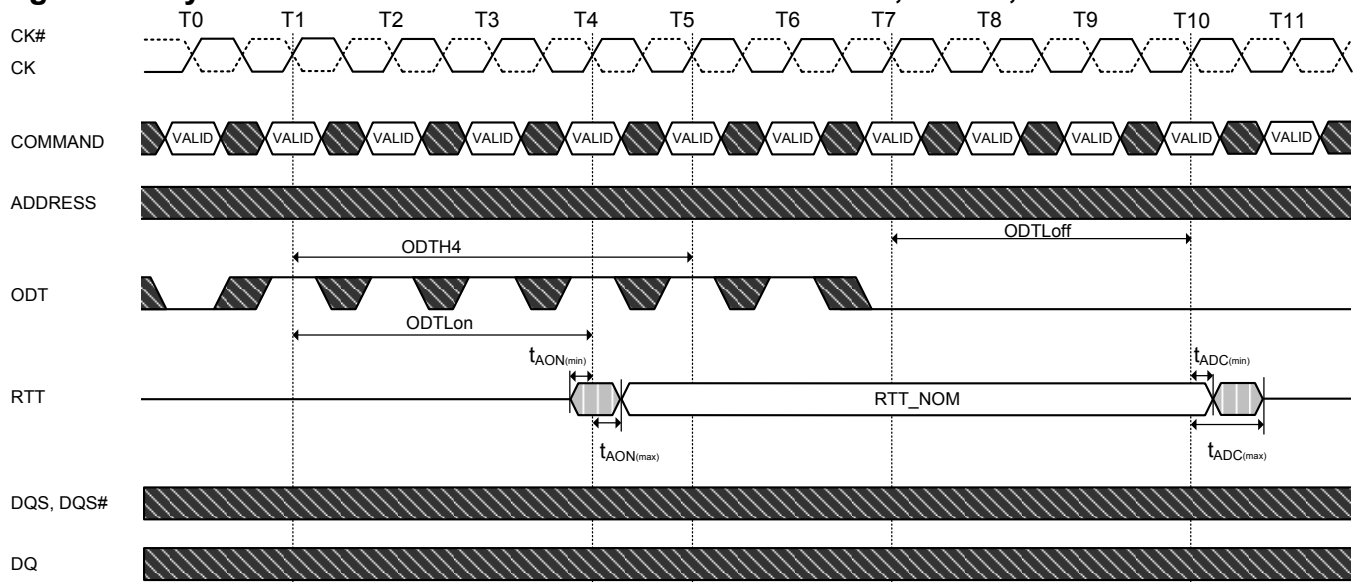 T0 T1 T2 T3 T4 T5 T6 T7 T8 T9 T10 T11
CK#
CK
COMMAND VALID VALID VALID VALID VALID VALID VALID VALID VALID VALID VALID VALID
ADDRESS
ODTLoff
ODTH4
ODT
ODTLon
tAON(min) tADC(min)
RTT RTT_NOM
tAON(max) tADC(max)
DQS, DQS#
DQ